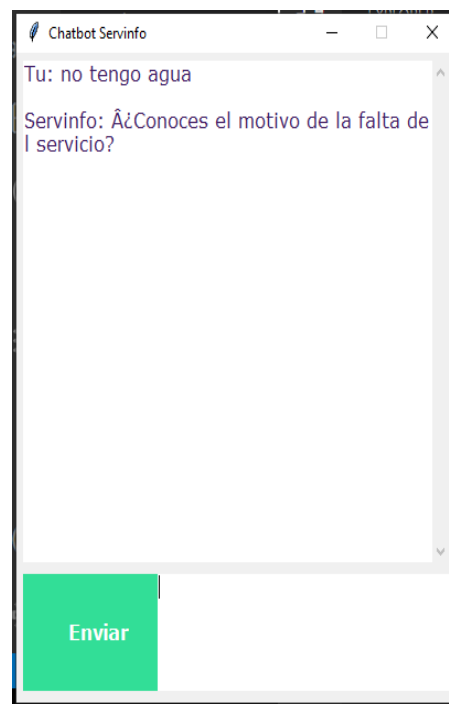 Chatbot Servinfo
Tu: no tengo agua
Servinfo: Â¿Conoces el motivo de la falta de
l servicio?
Enviar